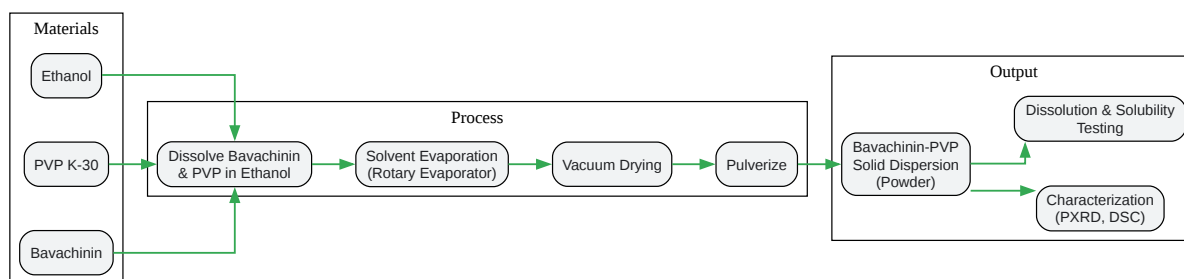 Materials
Ethanol
PVP K-30
Bavachinin
Process
Dissolve Bavachinin
& PVP in Ethanol
Solvent Evaporation
(Rotary Evaporator)
Vacuum Drying
Pulverize
Output
Bavachinin-PVP
Solid Dispersion
(Powder)
Dissolution & Solubility
Testing
Characterization
(PXRD, DSC)